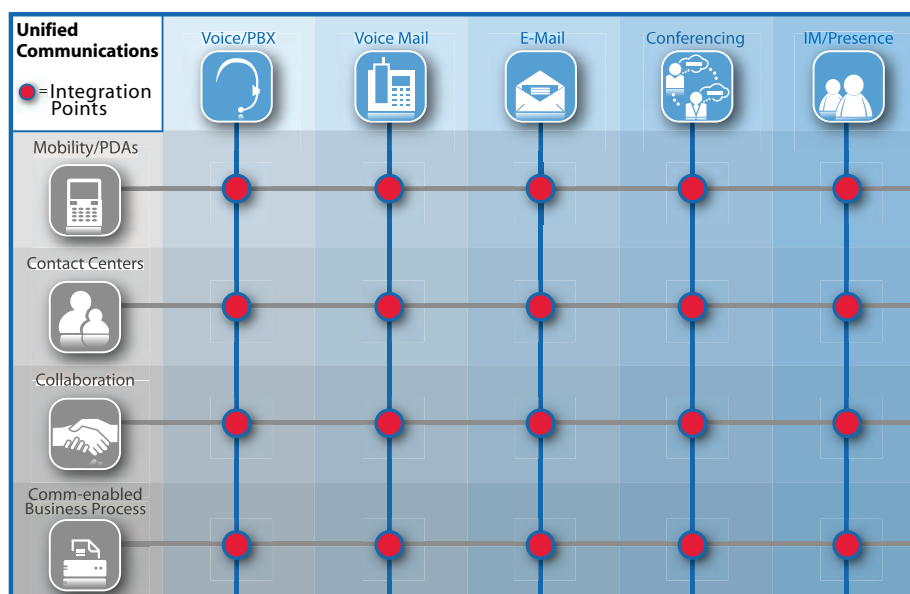 Unified
Communications
=Integration
Points
Voice/PBX
Voice Mail
E-Mail
Conferencing
IM/Presence
Mobility/PDAs
Contact Centers
Collaboration
Comm-enabled
Business Process